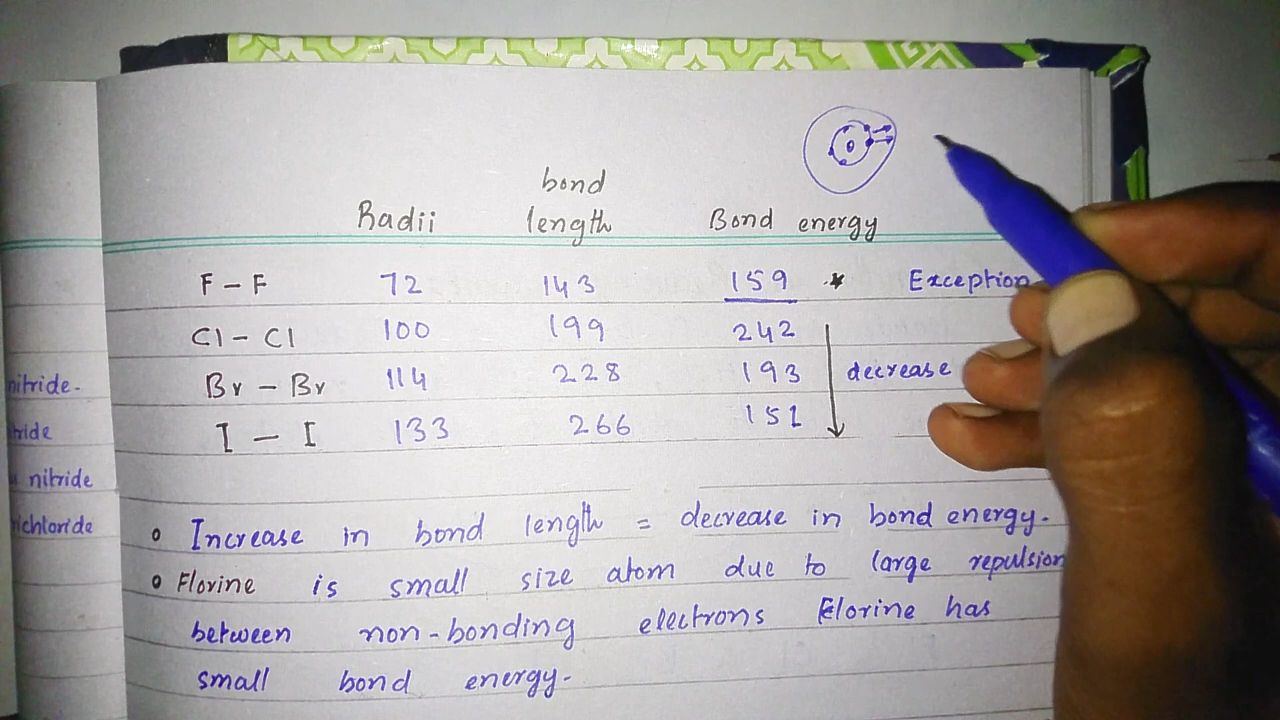 bond
Radii length Bond energy
F - F 72 143 159 * Exception
Cl - Cl 100 199 242
Br - Br 114 228 193 decrease
I - I 133 266 151
nitride.
nitride
Increase in bond length = decrease in bond energy.
Florine is small size atom due to large repulsion
between non-bonding electrons Florine has
small bond energy.